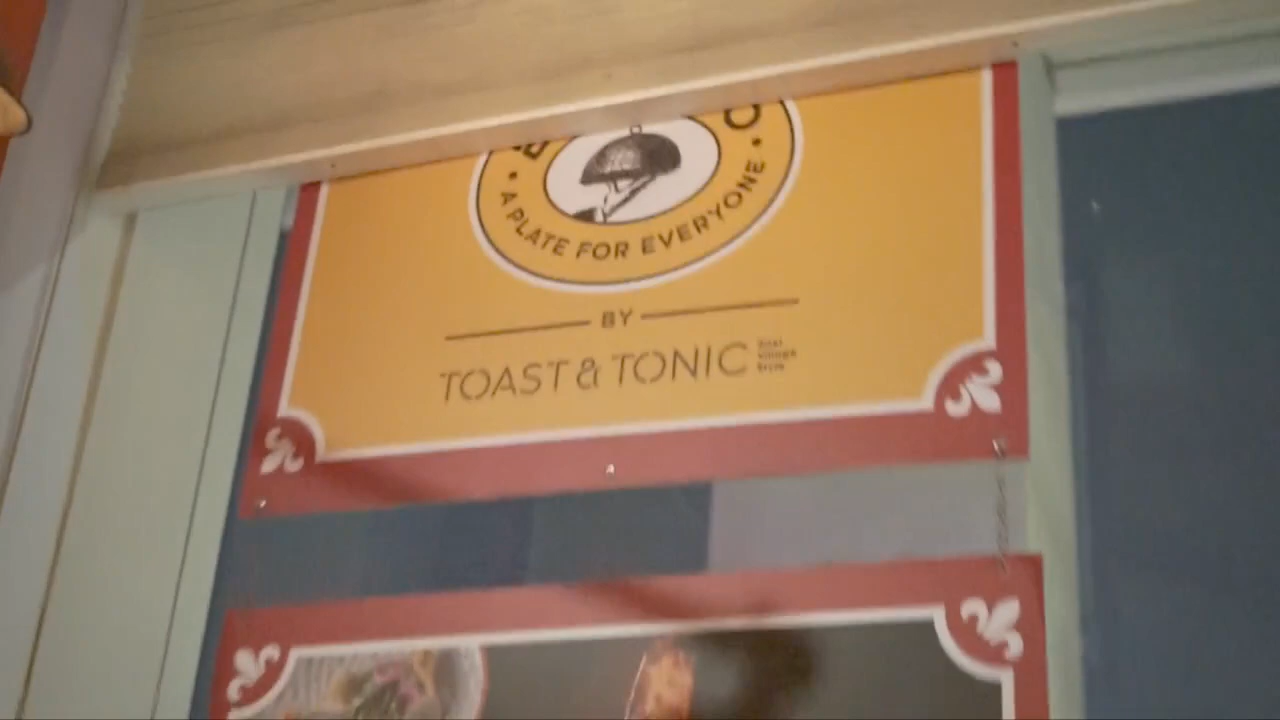 • A PLATE FOR EVERYONE •
BY
TOAST & TONIC